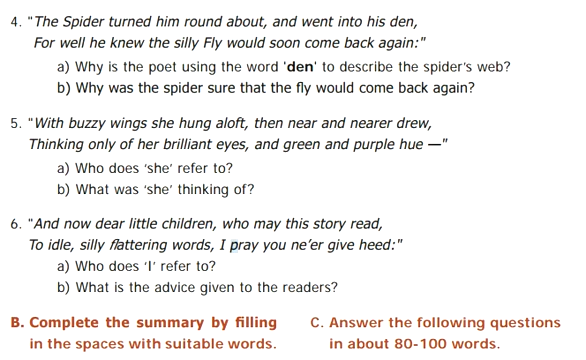 4. "The Spider turned him round about, and went into his den,
For well he knew the silly Fly would soon come back again:"
a) Why is the poet using the word 'den' to describe the spider's web?
b) Why was the spider sure that the fly would come back again?
5. "With buzzy wings she hung aloft, then near and nearer drew,
Thinking only of her brilliant eyes, and green and purple hue —"
a) Who does 'she' refer to?
b) What was 'she' thinking of?
6. "And now dear little children, who may this story read,
To idle, silly flattering words, I pray you ne'er give heed:"
a) Who does 'I' refer to?
b) What is the advice given to the readers?
B. Complete the summary by filling
in the spaces with suitable words.
C. Answer the following questions
in about 80-100 words.